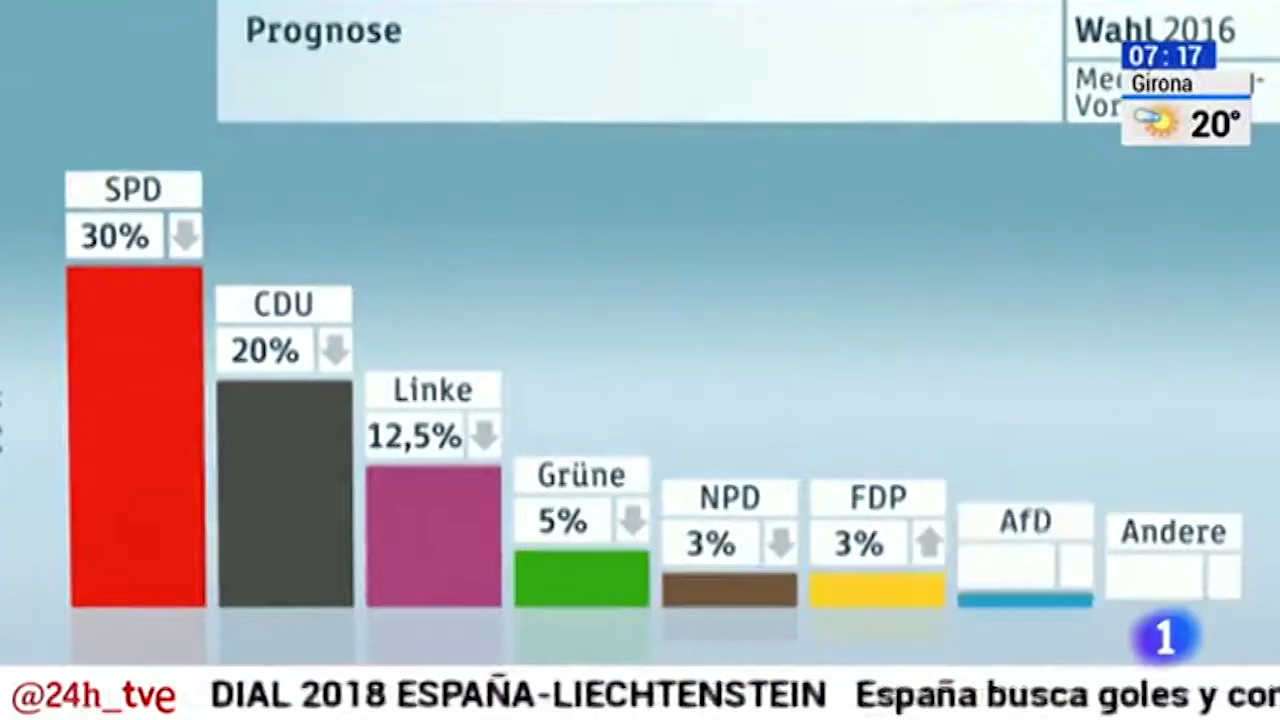 Prognose
Wahl 2016
07:17
Girona
20°
SPD
30%
CDU
20%
Linke
12,5%
Grüne
5%
NPD
3%
FDP
3%
AfD
Andere
1
@24h_tve DIAL 2018 ESPAÑA-LIECHTENSTEIN España busca goles y con